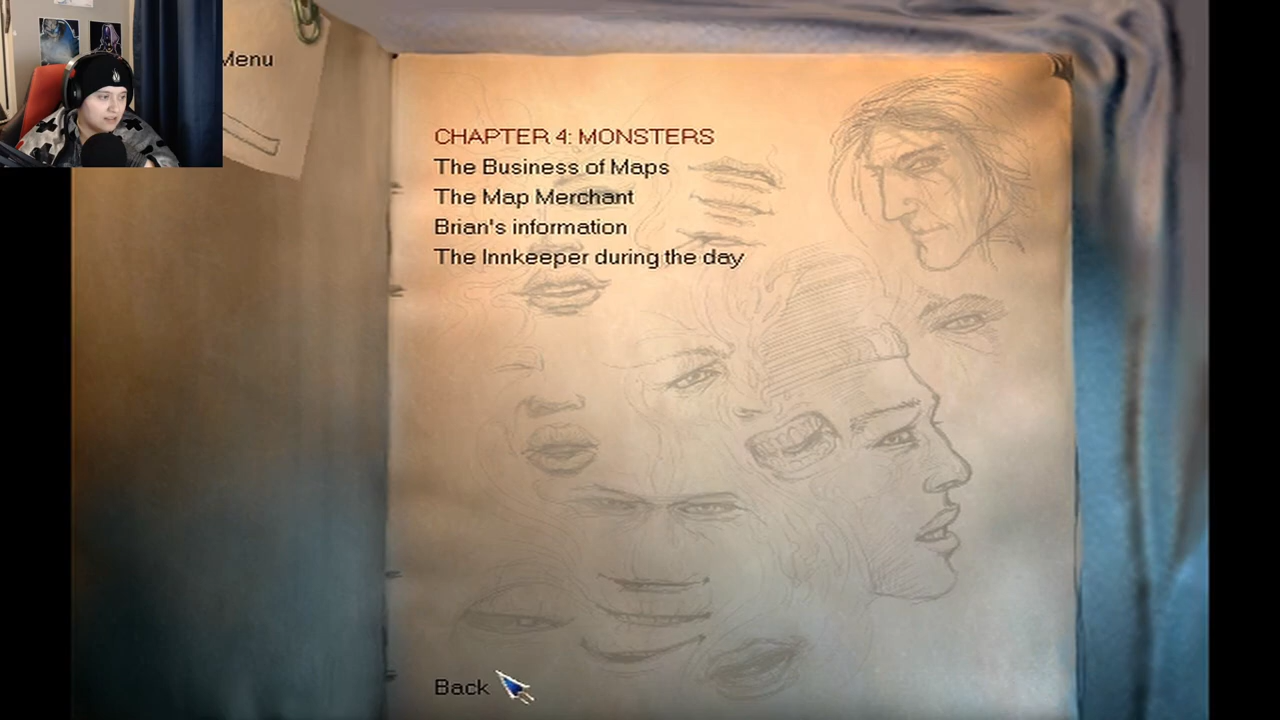 Menu
CHAPTER 4: MONSTERS
The Business of Maps
The Map Merchant
Brian's information
The Innkeeper during the day
Back